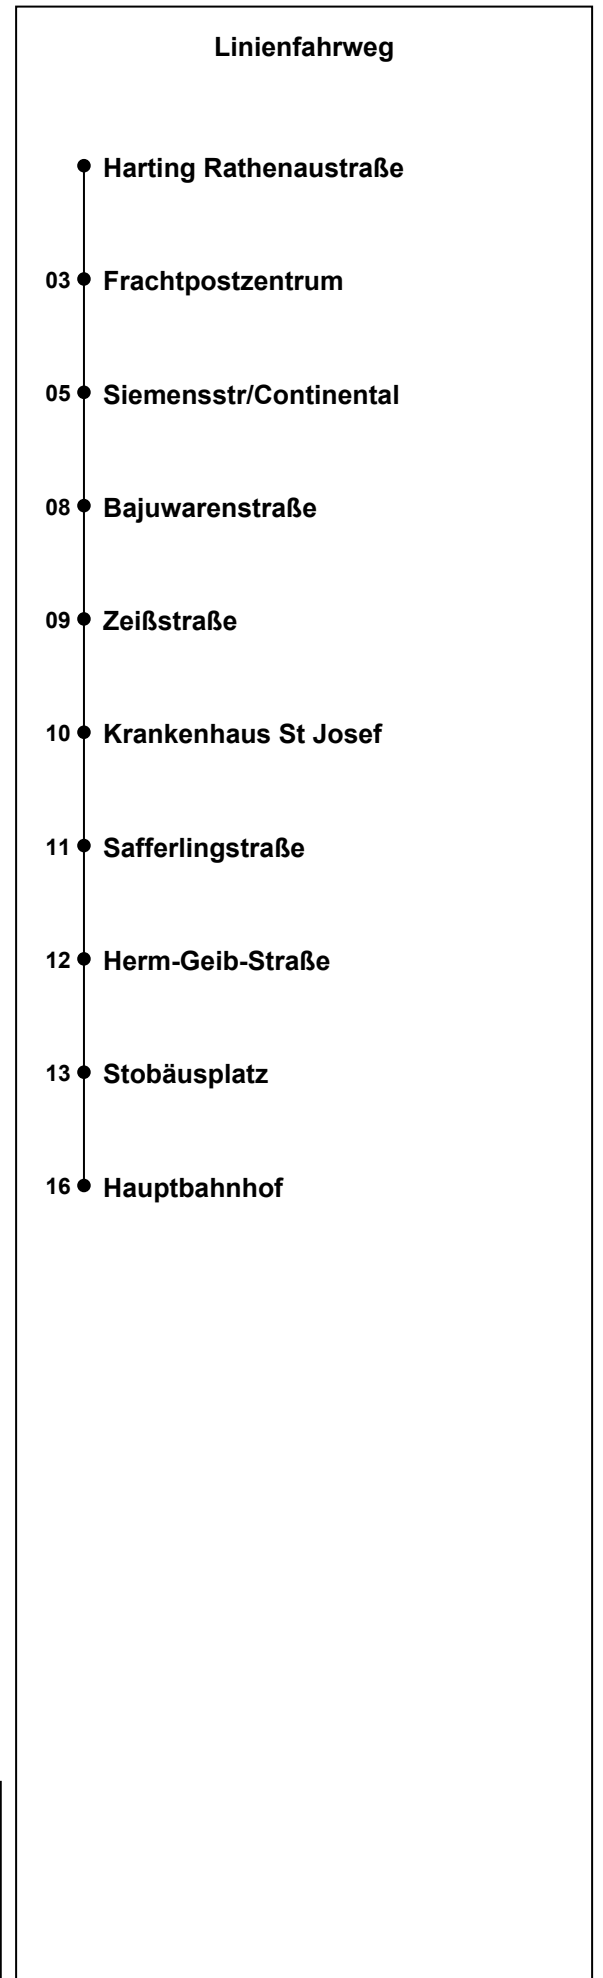 Linienfahrweg
Harting Rathenaustraße
03 Frachtpostzentrum
05 Siemensstr/Continental
08 Bajuwarenstraße
09 Zeißstraße
10 Krankenhaus St Josef
11 Safferlingstraße
12 Herm-Geib-Straße
13 Stobäusplatz
16 Hauptbahnhof